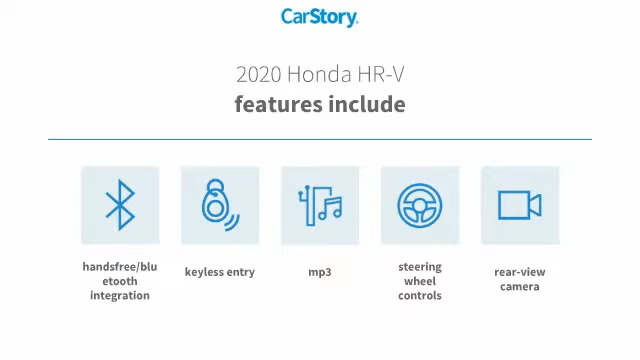 CarStory.
2020 Honda HR-V
features include
handsfree/blu
etooth
integration
keyless entry
mp3
steering
wheel
controls
rear-view
camera